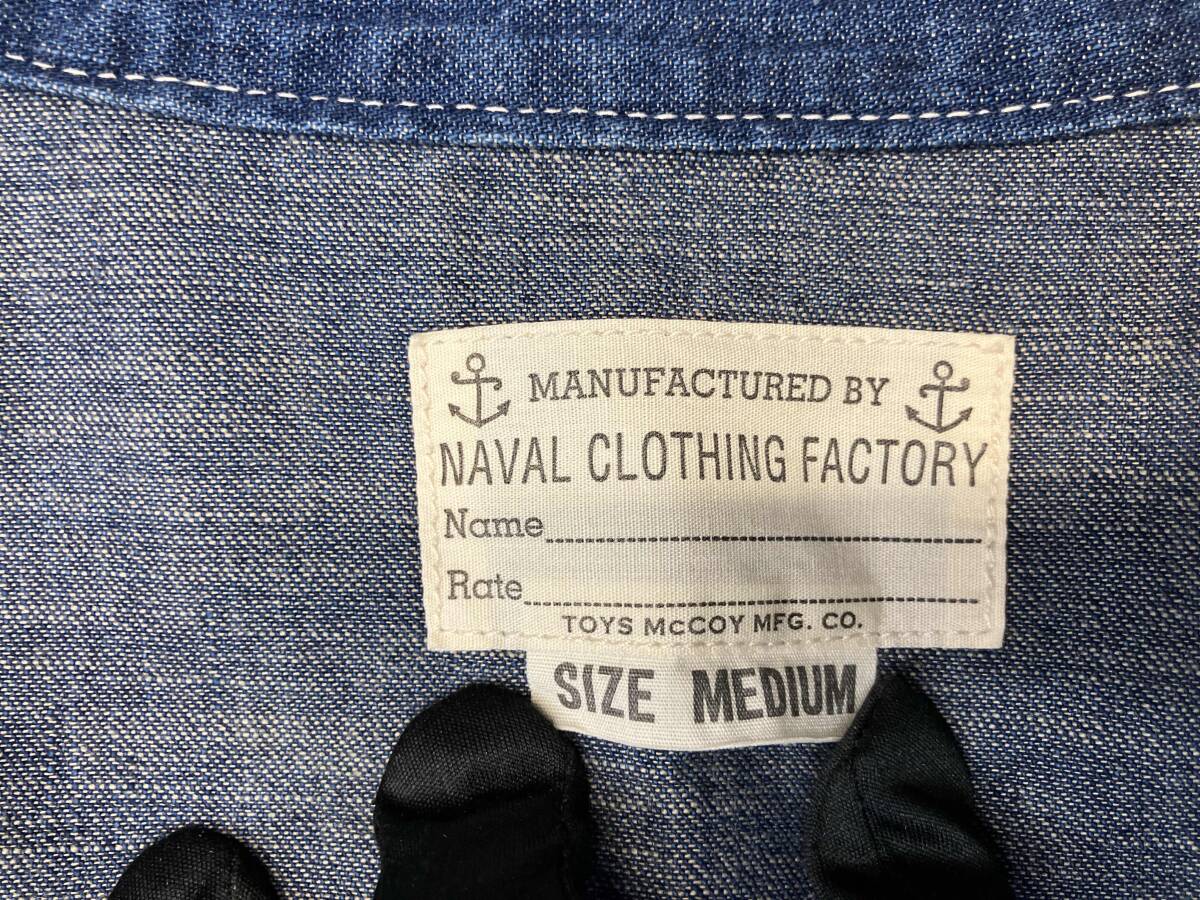 MANUFACTURED BY
NAVAL CLOTHING FACTORY
Name
Rate
TOYS McCOY MFG. CO.
SIZE MEDIUM